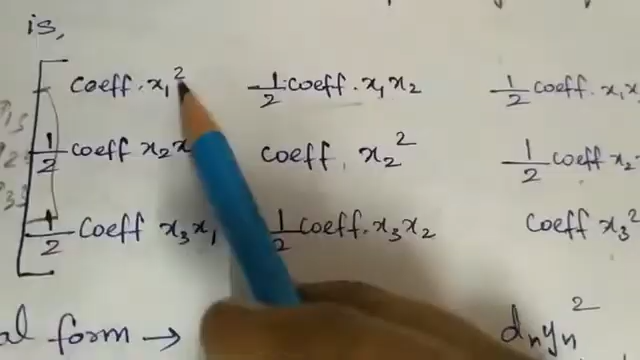 is,
coeff. x₁² 1/2 coeff. x₁x₂ 1/2 coeff. x₁x
1/2 coeff x₂x coeff. x₂² 1/2 coeff x₂
1/2 coeff x₃x₁ 1/2 coeff. x₃x₂ coeff x₃²
al form → dₙyₙ²